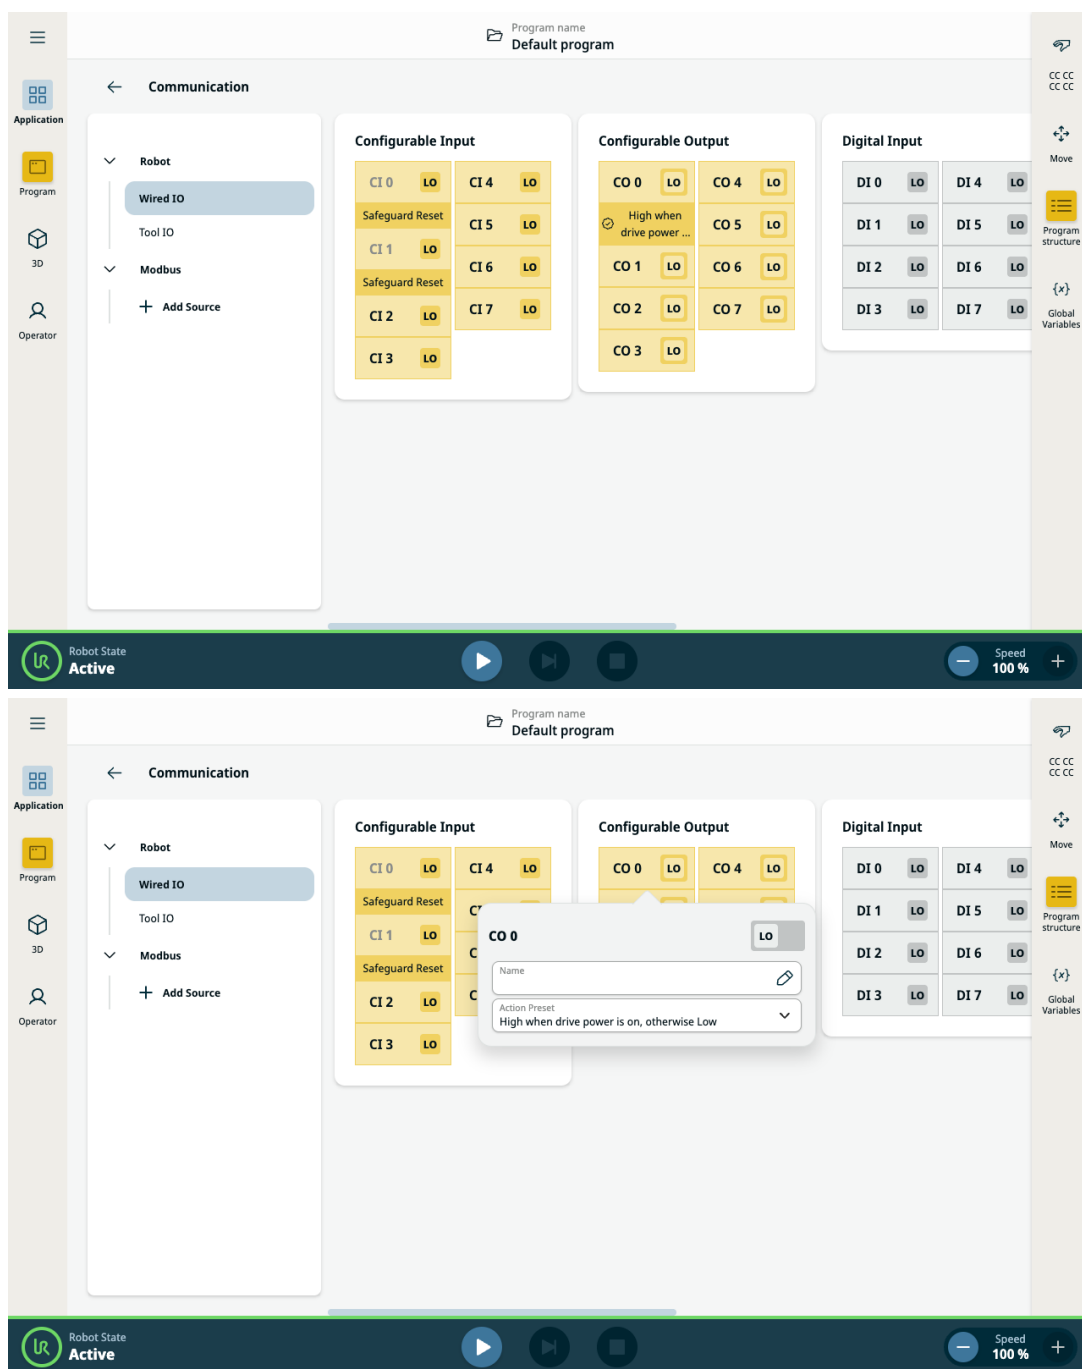 Program name
Default program
Application
Program
3D
Operator
Communication
Robot
Wired IO
Tool IO
Modbus
Add Source
Configurable Input
CI 0 LO
Safeguard Reset
CI 1 LO
Safeguard Reset
CI 2 LO
CI 3 LO
CI 4 LO
CI 5 LO
CI 6 LO
CI 7 LO
Configurable Output
CO 0 LO
High when
drive power ...
CO 1 LO
CO 2 LO
CO 3 LO
CO 4 LO
CO 5 LO
CO 6 LO
CO 7 LO
Digital Input
DI 0 LO
DI 1 LO
DI 2 LO
DI 3 LO
DI 4 LO
DI 5 LO
DI 6 LO
DI 7 LO
CC CC
CC CC
Move
Program
structure
{x}
Global
Variables
Robot State
Active
Speed
100 %
Program name
Default program
Application
Program
3D
Operator
Communication
Robot
Wired IO
Tool IO
Modbus
Add Source
Configurable Input
CI 0 LO
Safeguard Reset
CI 1 LO
Safeguard Reset
CI 2 LO
CI 3 LO
CI 4 LO
Configurable Output
CO 0 LO
CO 4 LO
CO 0
LO
Name
Action Preset
High when drive power is on, otherwise Low
Digital Input
DI 0 LO
DI 1 LO
DI 2 LO
DI 3 LO
DI 4 LO
DI 5 LO
DI 6 LO
DI 7 LO
CC CC
CC CC
Move
Program
structure
{x}
Global
Variables
Robot State
Active
Speed
100 %